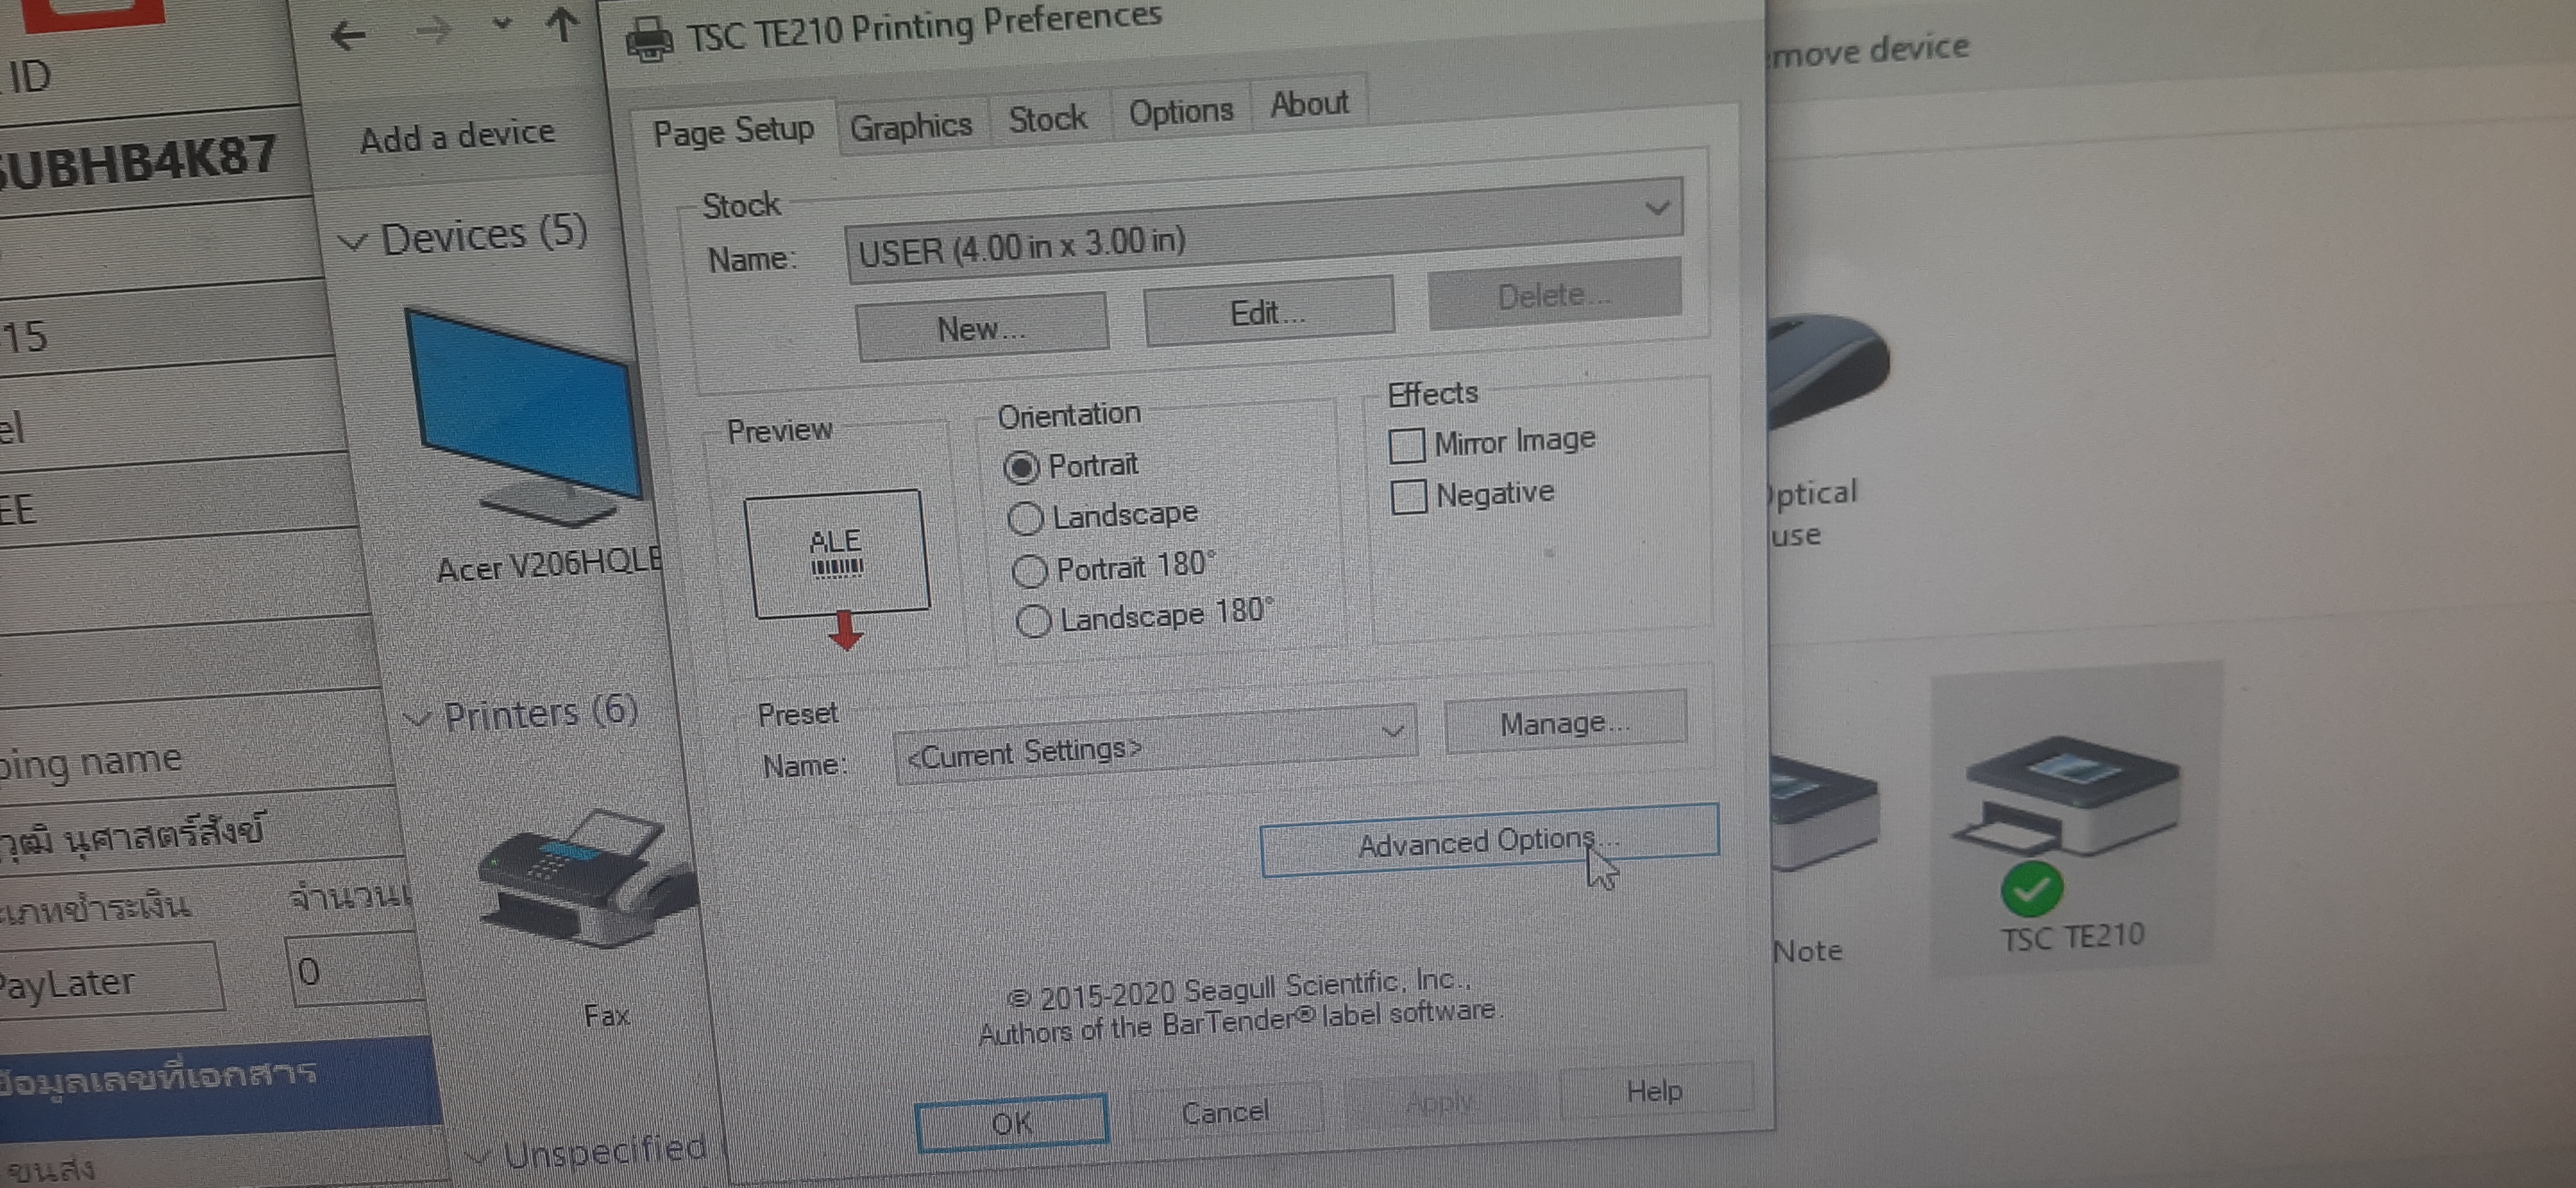 ID
UBHB4K87
15
el
EE
ping name
วุฒิ นุศาสตร์สังข์
เภทชำระเงิน
จำนวน
PayLater
0
ข้อมูลเลขที่เอกสาร
ขนส่ง
Add a device
Devices (5)
Acer V206HQLB
Printers (6)
Fax
Unspecified
TSC TE210 Printing Preferences
Page Setup
Graphics
Stock
Options
About
Stock
Name:
USER (4.00 in x 3.00 in)
New...
Edit...
Delete...
Preview
ALE
Orientation
Portrait
Landscape
Portrait 180°
Landscape 180°
Effects
Mirror Image
Negative
Preset
Name:
<Current Settings>
Manage...
Advanced Options...
© 2015-2020 Seagull Scientific, Inc.,
Authors of the BarTender® label software.
OK
Cancel
Apply
Help
move device
ptical
use
Note
TSC TE210